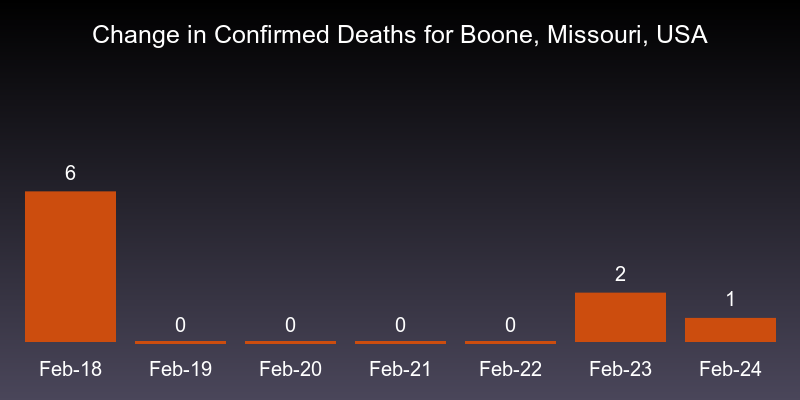 Change in Confirmed Deaths for Boone, Missouri, USA
6
0
0
0
0
2
1
Feb-18
Feb-19
Feb-20
Feb-21
Feb-22
Feb-23
Feb-24